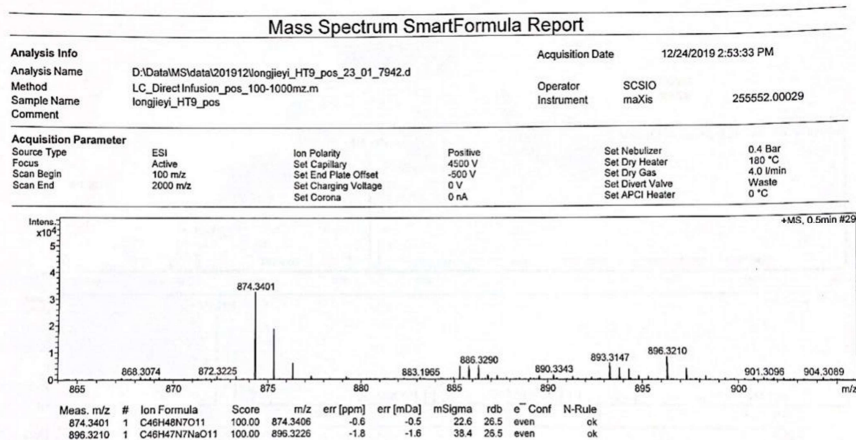 Mass Spectrum SmartFormula Report
Analysis Info Acquisition Date 12/24/2019 2:53:33 PM
Analysis Name D:\Data\MS\data\201912\longjieyi_HT9_pos_23_01_7942.d
Method LC_Direct Infusion_pos_100-1000mz.m Operator SCSIO
Sample Name longjieyi_HT9_pos Instrument maXis 255552.00029
Comment
Acquisition Parameter
Source Type ESI Ion Polarity Positive Set Nebulizer 0.4 Bar
Focus Active Set Capillary 4500 V Set Dry Heater 180 °C
Scan Begin 100 m/z Set End Plate Offset -500 V Set Dry Gas 4.0 l/min
Scan End 2000 m/z Set Charging Voltage 0 V Set Divert Valve Waste
Set Corona 0 nA Set APCI Heater 0 °C
Intens. +MS, 0.5min #29
x10⁴
5
4
3
2
1
0
874.3401
868.3074 872.3225 883.1965 886.3290 890.3343 893.3147 896.3210 901.3098 904.3089
865 870 875 880 885 890 895 900 m/z
Meas. m/z # Ion Formula Score m/z err [ppm] err [mDa] mSigma rdb e⁻ Conf N-Rule
874.3401 1 C46H48N7O11 100.00 874.3406 -0.6 -0.5 22.6 26.5 even ok
896.3210 1 C46H47N7NaO11 100.00 896.3226 -1.8 -1.6 38.4 26.5 even ok